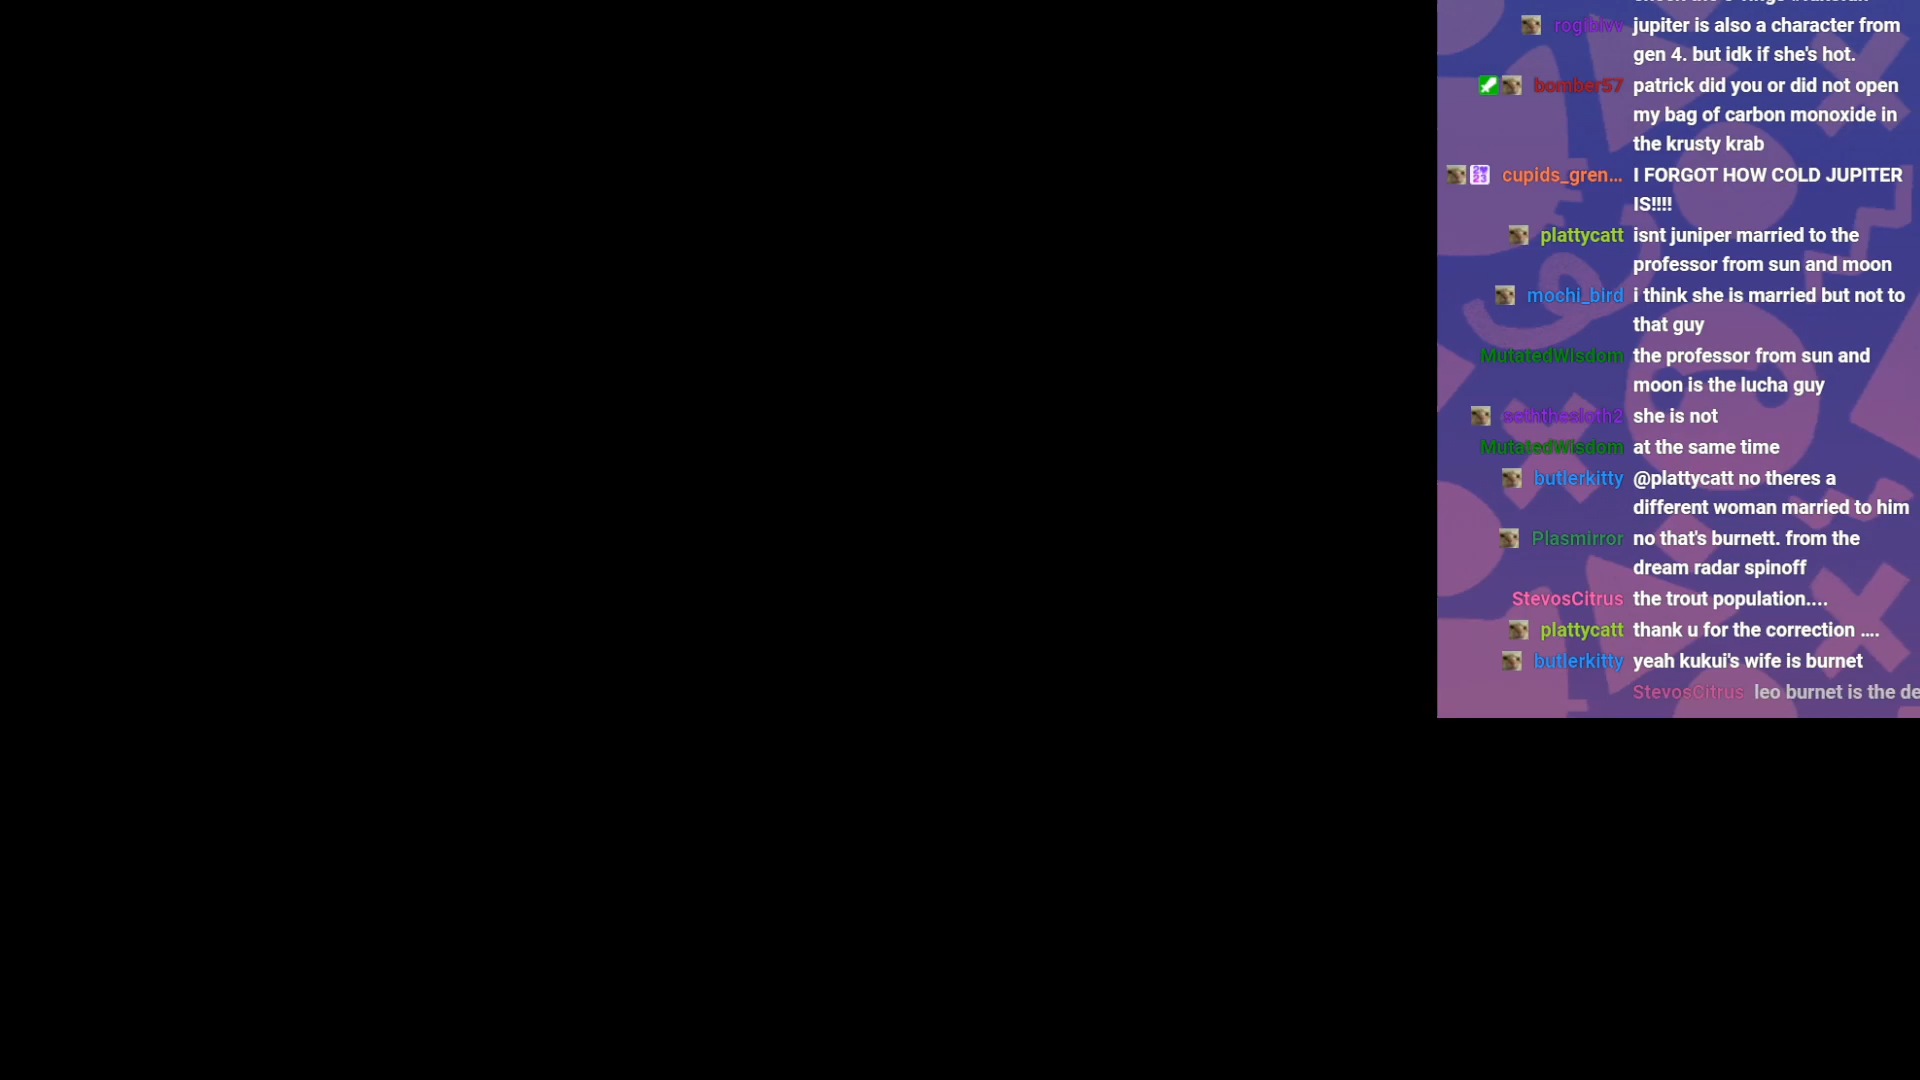 rogfbivv jupiter is also a character from
gen 4. but idk if she's hot.
bomber57 patrick did you or did not open
my bag of carbon monoxide in
the krusty krab
cupids_gren... I FORGOT HOW COLD JUPITER
IS!!!!
plattycatt isnt juniper married to the
professor from sun and moon
mochi_bird i think she is married but not to
that guy
MutatedWisdom the professor from sun and
moon is the lucha guy
seththesloth2 she is not
MutatedWisdom at the same time
butlerkitty @plattycatt no theres a
different woman married to him
Plasmirror no that's burnett. from the
dream radar spinoff
StevosCitrus the trout population....
plattycatt thank u for the correction ....
butlerkitty yeah kukui's wife is burnet
StevosCitrus leo burnet is the de